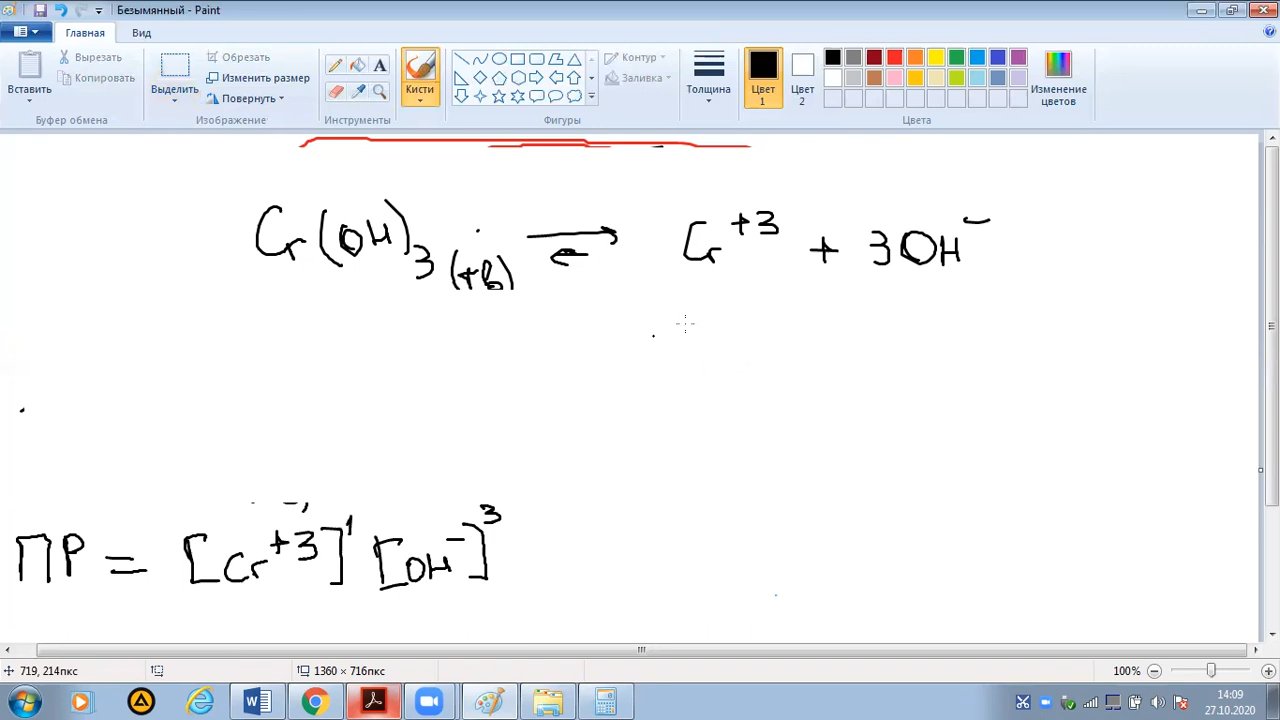 Безымянный - Paint
Главная Вид
Вставить
Вырезать
Копировать
Буфер обмена
Выделить
Обрезать
Изменить размер
Повернуть
Изображение
Инструменты
Кисти
Контур
Заливка
Фигуры
Толщина
Цвет 1
Цвет 2
Изменение цветов
Цвета
Cr(OH)₃ (тв) ⇌ Cr⁺³ + 3OH⁻
ПР = [Cr⁺³]¹ [OH⁻]³
719, 214пкс
1360 × 716пкс
100%
14:09
27.10.2020